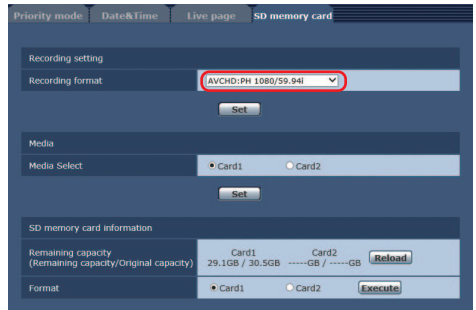 Priority mode Date&Time Live page SD memory card
Recording setting
Recording format AVCHD:PH 1080/59.94i
Set
Media
Media Select Card1 Card2
Set
SD memory card information
Remaining capacity Card1 Card2
(Remaining capacity/Original capacity) 29.1GB / 30.5GB -----GB / -----GB Reload
Format Card1 Card2 Execute